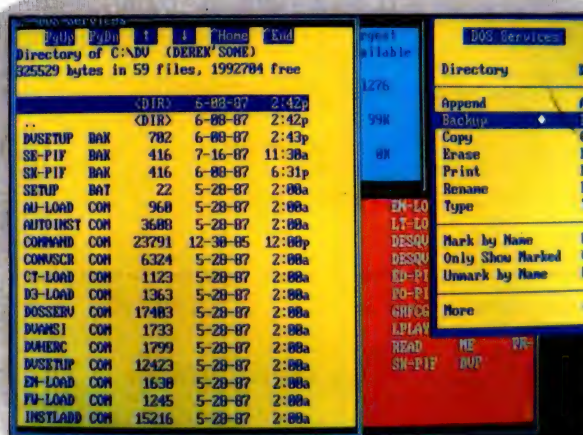 DOS Services
PgUp PgDn ↑ ↓ Home End
Directory of C:\DV (DEREK'SOME)
325529 bytes in 59 files, 1992704 free
. <DIR> 6-08-87 2:42p
.. <DIR> 6-08-87 2:42p
DVSETUP BAK 702 6-08-87 2:43p
SE-PIF BAK 416 7-16-87 11:30a
SK-PIF BAK 416 6-08-87 6:31p
SETUP BAT 22 5-28-87 2:00a
AU-LOAD COM 960 5-28-87 2:00a
AUTOINST COM 3608 5-28-87 2:00a
COMMAND COM 23791 12-30-85 12:00p
CONVSCR COM 6324 5-28-87 2:00a
CT-LOAD COM 1123 5-28-87 2:00a
D3-LOAD COM 1363 5-28-87 2:00a
DOSSERV COM 17403 5-28-87 2:00a
DVANSI COM 1733 5-28-87 2:00a
DVHERC COM 1799 5-28-87 2:00a
DVSETUP COM 12423 5-28-87 2:00a
EN-LOAD COM 1630 5-28-87 2:00a
FW-LOAD COM 1245 5-28-87 2:00a
INSTLADD COM 15216 5-28-87 2:00a
rgest
ailable
1276
99K
0K
EN-LO
LT-LO
DESQU
DESQU
ED-PI
PO-PI
GRFCG
LPLAY
READ ME PR-
SK-PIF DVP
DOS Services
Directory
Append
Backup
Copy
Erase
Print
Rename
Type
Mark by Name
Only Show Marked
Unmark by Name
More